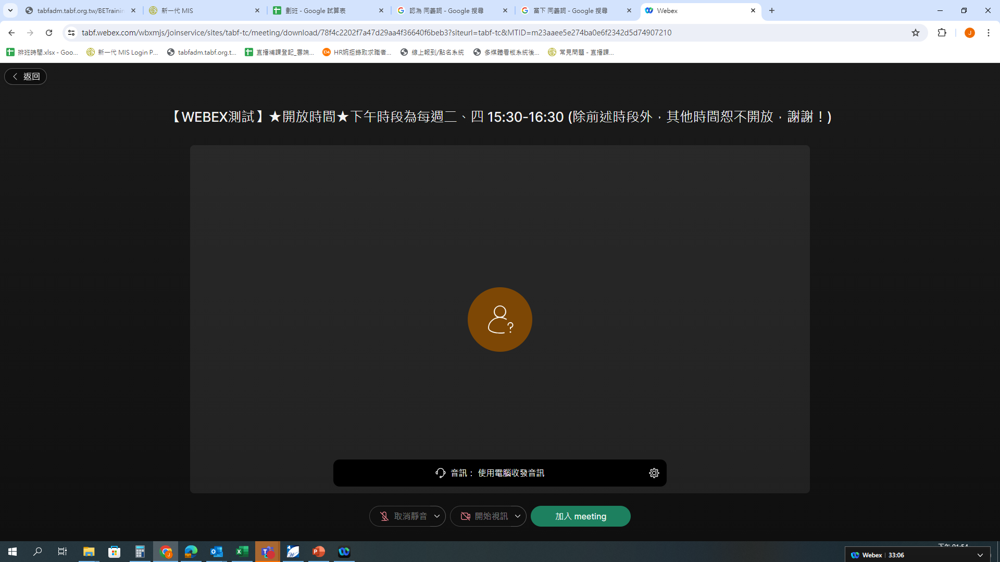 tabfadm.tabf.org.tw/BETrainin
新一代 MIS
劃班 - Google 試算表
認為 同義詞 - Google 搜尋
當下 同義詞 - Google 搜尋
Webex
tabf.webex.com/wbxmjs/joinservice/sites/tabf-tc/meeting/download/78f4c2202f7a47d29aa4f36640f6beb3?siteurl=tabf-tc&MTID=m23aaee5e274ba0e6f2342d5d74907210
J
排班時間.xlsx - Goo...
新一代 MIS Login P...
tabfadm.tabf.org.t...
直播補課登記_雲端...
104
HR婉拒錄取求職者...
線上報到/點名系統
多媒體看板系統後...
常見問題 - 直播課...
返回
【WEBEX測試】★開放時間★下午時段為每週二、四 15:30-16:30 (除前述時段外，其他時間恕不開放，謝謝！)
音訊： 使用電腦收發音訊
取消靜音
開始視訊
加入 meeting
下午 01:54
Webex
33:06